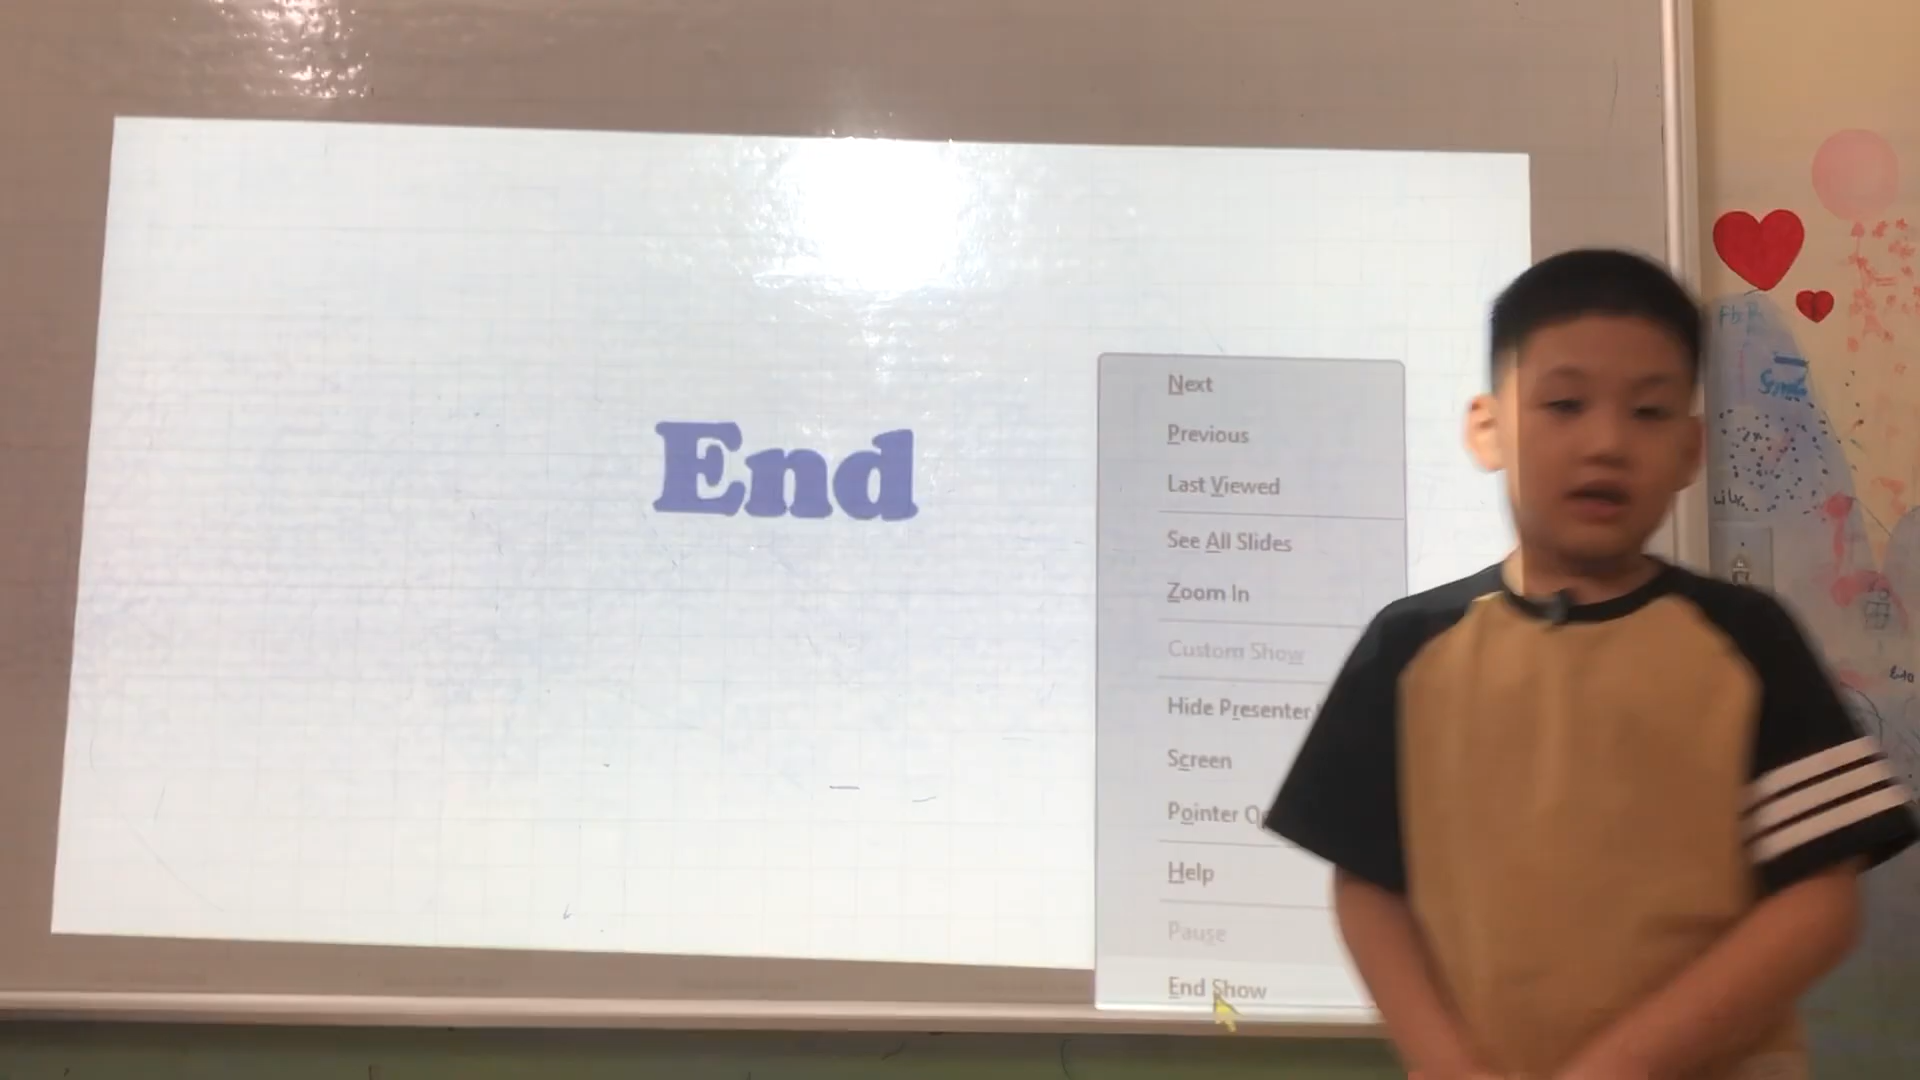 End
Next
Previous
Last Viewed
See All Slides
Zoom In
Custom Show
Hide Presenter
Screen
Pointer
Help
Pause
End Show